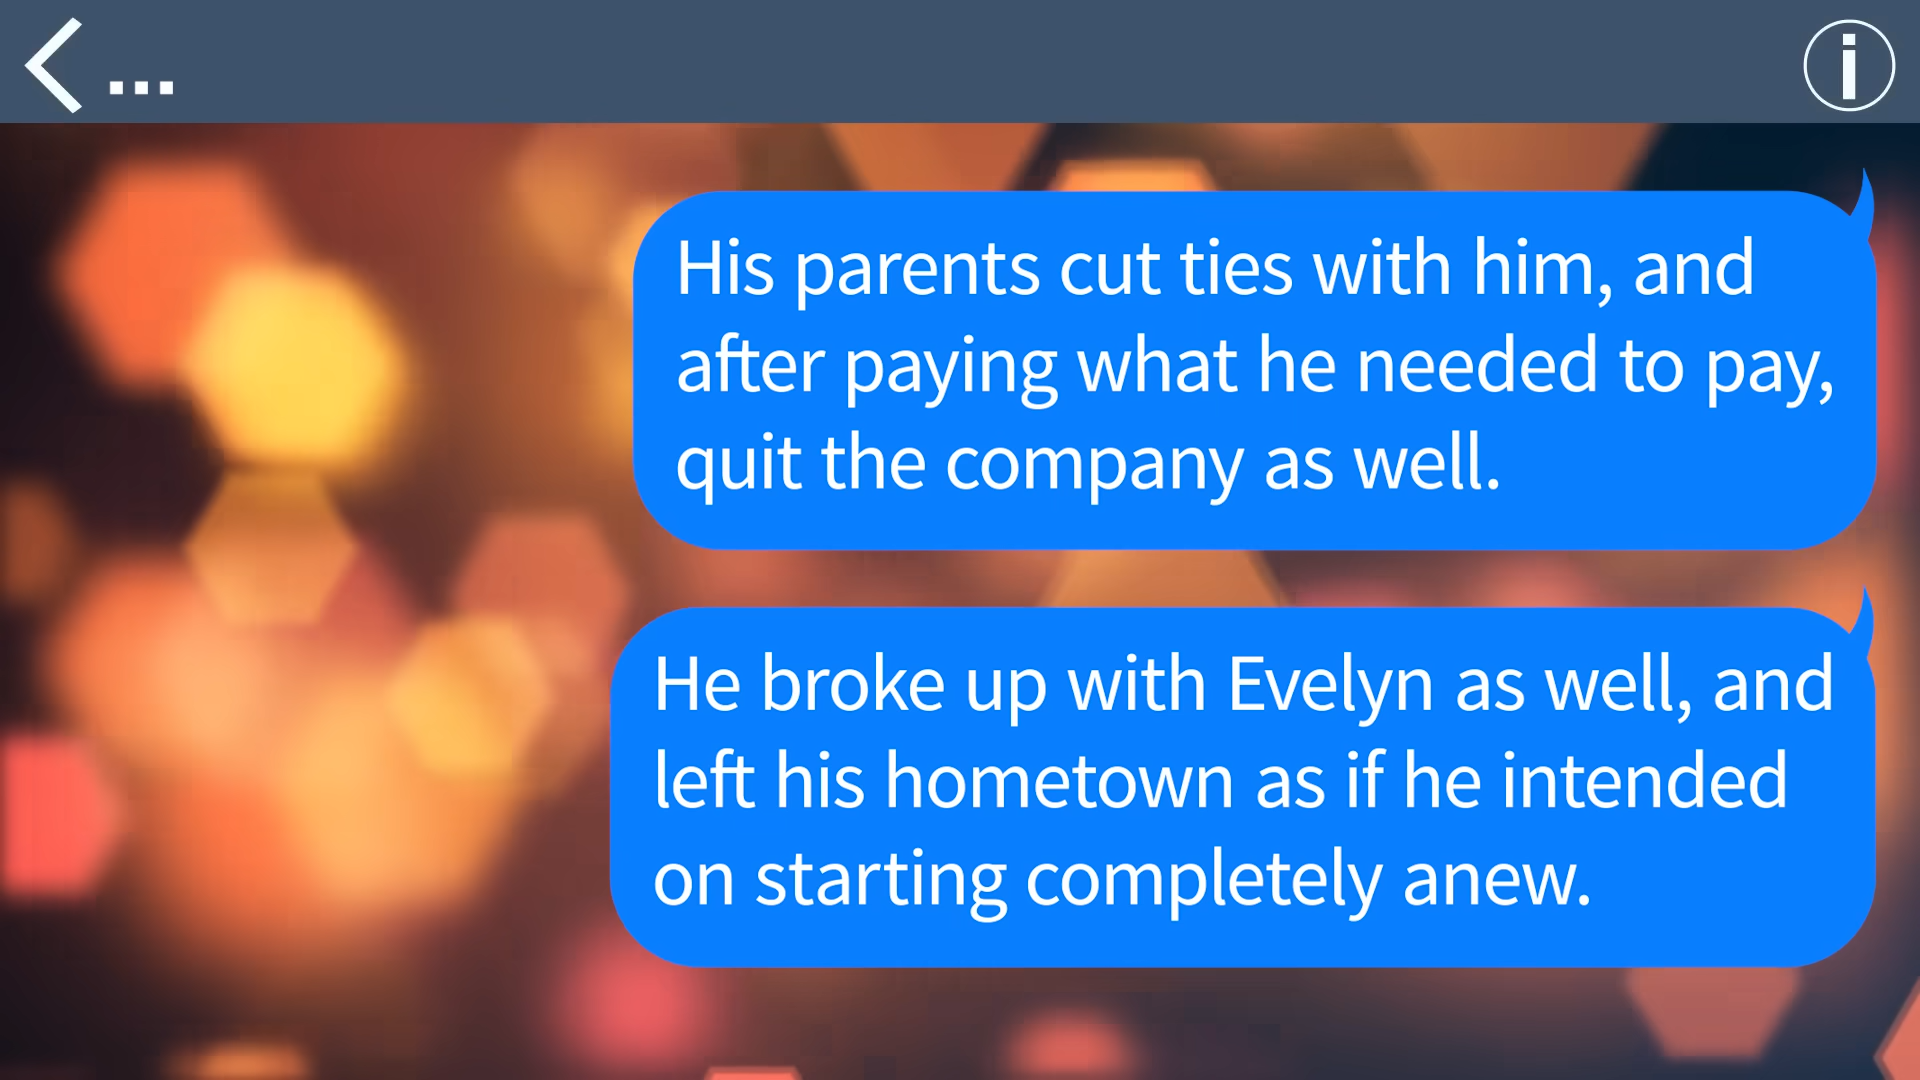 ...
His parents cut ties with him, and
after paying what he needed to pay,
quit the company as well.
He broke up with Evelyn as well, and
left his hometown as if he intended
on starting completely anew.